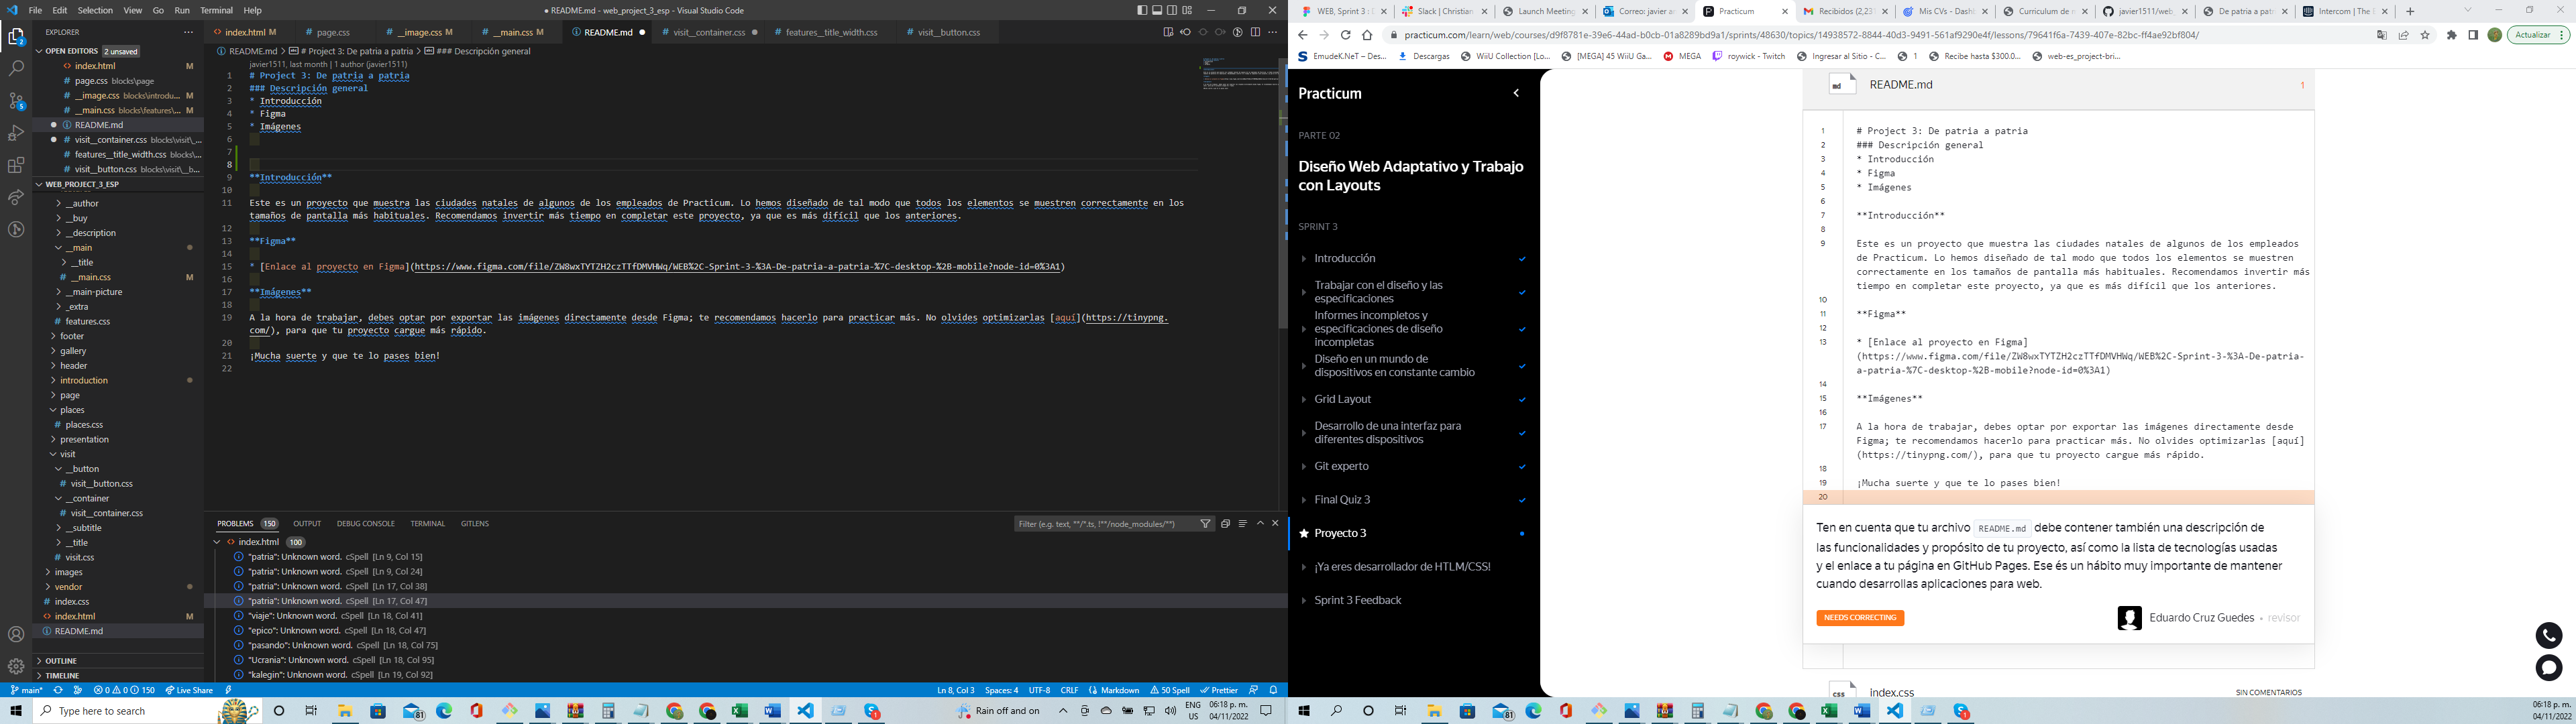 File Edit Selection View Go Run Terminal Help
● README.md - web_project_3_esp - Visual Studio Code
EXPLORER
OPEN EDITORS 2 unsaved
index.html M
page.css blocks\page
__image.css blocks\introdu... M
__main.css blocks\features\... M
README.md
visit__container.css blocks\visit\_...
features__title_width.css blocks\...
visit__button.css blocks\visit\__b...
WEB_PROJECT_3_ESP
__author
__buy
__description
__main
__title
__main.css M
__main-picture
_extra
features.css
footer
gallery
header
introduction
page
places
places.css
presentation
visit
__button
visit__button.css
__container
visit__container.css
__subtitle
__title
visit.css
images
vendor
index.css
index.html M
README.md
OUTLINE
TIMELINE
index.html M page.css __image.css M __main.css M README.md visit__container.css features__title_width.css visit__button.css
README.md > # Project 3: De patria a patria > ### Descripción general
javier1511, last month | 1 author (javier1511)
1 # Project 3: De patria a patria
2 ### Descripción general
3 * Introducción
4 * Figma
5 * Imágenes
6
7
8
9 **Introducción**
10
11 Este es un proyecto que muestra las ciudades natales de algunos de los empleados de Practicum. Lo hemos diseñado de tal modo que todos los elementos se muestren correctamente en los
tamaños de pantalla más habituales. Recomendamos invertir más tiempo en completar este proyecto, ya que es más difícil que los anteriores.
12
13 **Figma**
14
15 * [Enlace al proyecto en Figma](https://www.figma.com/file/ZW8wxTYTZH2czTTfDMVHWq/WEB%2C-Sprint-3-%3A-De-patria-a-patria-%7C-desktop-%2B-mobile?node-id=0%3A1)
16
17 **Imágenes**
18
19 A la hora de trabajar, debes optar por exportar las imágenes directamente desde Figma; te recomendamos hacerlo para practicar más. No olvides optimizarlas [aquí](https://tinypng.
com/), para que tu proyecto cargue más rápido.
20
21 ¡Mucha suerte y que te lo pases bien!
22
PROBLEMS 150 OUTPUT DEBUG CONSOLE TERMINAL GITLENS
Filter (e.g. text, **/*.ts, !**/node_modules/**)
index.html 100
"patria": Unknown word. cSpell [Ln 9, Col 15]
"patria": Unknown word. cSpell [Ln 9, Col 24]
"patria": Unknown word. cSpell [Ln 17, Col 38]
"patria": Unknown word. cSpell [Ln 17, Col 47]
"viaje": Unknown word. cSpell [Ln 18, Col 41]
"epico": Unknown word. cSpell [Ln 18, Col 47]
"pasando": Unknown word. cSpell [Ln 18, Col 75]
"Ucrania": Unknown word. cSpell [Ln 18, Col 95]
"kalegin": Unknown word. cSpell [Ln 19, Col 92]
main* 0 0 150 Live Share
Ln 8, Col 3 Spaces: 4 UTF-8 CRLF Markdown 50 Spell Prettier
Type here to search
Rain off and on
ENG US
06:18 p. m.
04/11/2022
WEB, Sprint 3 : D Slack | Christian Launch Meeting Correo: javier ar Practicum Recibidos (2,231 Mis CVs - Dashb Curriculum de m javier1511/web_ De patria a patri Intercom | The E
practicum.com/learn/web/courses/d9f8781e-39e6-44ad-b0cb-01a8289bd9a1/sprints/48630/topics/14938572-8844-40d3-9491-561af9290e4f/lessons/79641f6a-7439-407e-82bc-ff4ae92bf804/
Actualizar
EmudeK.NeT – Des... Descargas WiiU Collection [Lo... [MEGA] 45 WiiU Ga... MEGA roywick - Twitch Ingresar al Sitio - C... 1 Recibe hasta $300.0... web-es_project-bri...
Practicum
PARTE 02
Diseño Web Adaptativo y Trabajo
con Layouts
SPRINT 3
Introducción
Trabajar con el diseño y las
especificaciones
Informes incompletos y
especificaciones de diseño
incompletas
Diseño en un mundo de
dispositivos en constante cambio
Grid Layout
Desarrollo de una interfaz para
diferentes dispositivos
Git experto
Final Quiz 3
Proyecto 3
¡Ya eres desarrollador de HTLM/CSS!
Sprint 3 Feedback
md README.md 1
1 # Project 3: De patria a patria
2 ### Descripción general
3 * Introducción
4 * Figma
5 * Imágenes
6
7 **Introducción**
8
9 Este es un proyecto que muestra las ciudades natales de algunos de los empleados
de Practicum. Lo hemos diseñado de tal modo que todos los elementos se muestren
correctamente en los tamaños de pantalla más habituales. Recomendamos invertir más
tiempo en completar este proyecto, ya que es más difícil que los anteriores.
10
11 **Figma**
12
13 * [Enlace al proyecto en Figma]
(https://www.figma.com/file/ZW8wxTYTZH2czTTfDMVHWq/WEB%2C-Sprint-3-%3A-De-patria-
a-patria-%7C-desktop-%2B-mobile?node-id=0%3A1)
14
15 **Imágenes**
16
17 A la hora de trabajar, debes optar por exportar las imágenes directamente desde
Figma; te recomendamos hacerlo para practicar más. No olvides optimizarlas [aquí]
(https://tinypng.com/), para que tu proyecto cargue más rápido.
18
19 ¡Mucha suerte y que te lo pases bien!
20
Ten en cuenta que tu archivo README.md debe contener también una descripción de
las funcionalidades y propósito de tu proyecto, así como la lista de tecnologías usadas
y el enlace a tu página en GitHub Pages. Ese és un hábito muy importante de mantener
cuando desarrollas aplicaciones para web.
NEEDS CORRECTING
Eduardo Cruz Guedes • revisor
css index.css SIN COMENTARIOS
06:18 p. m.
04/11/2022